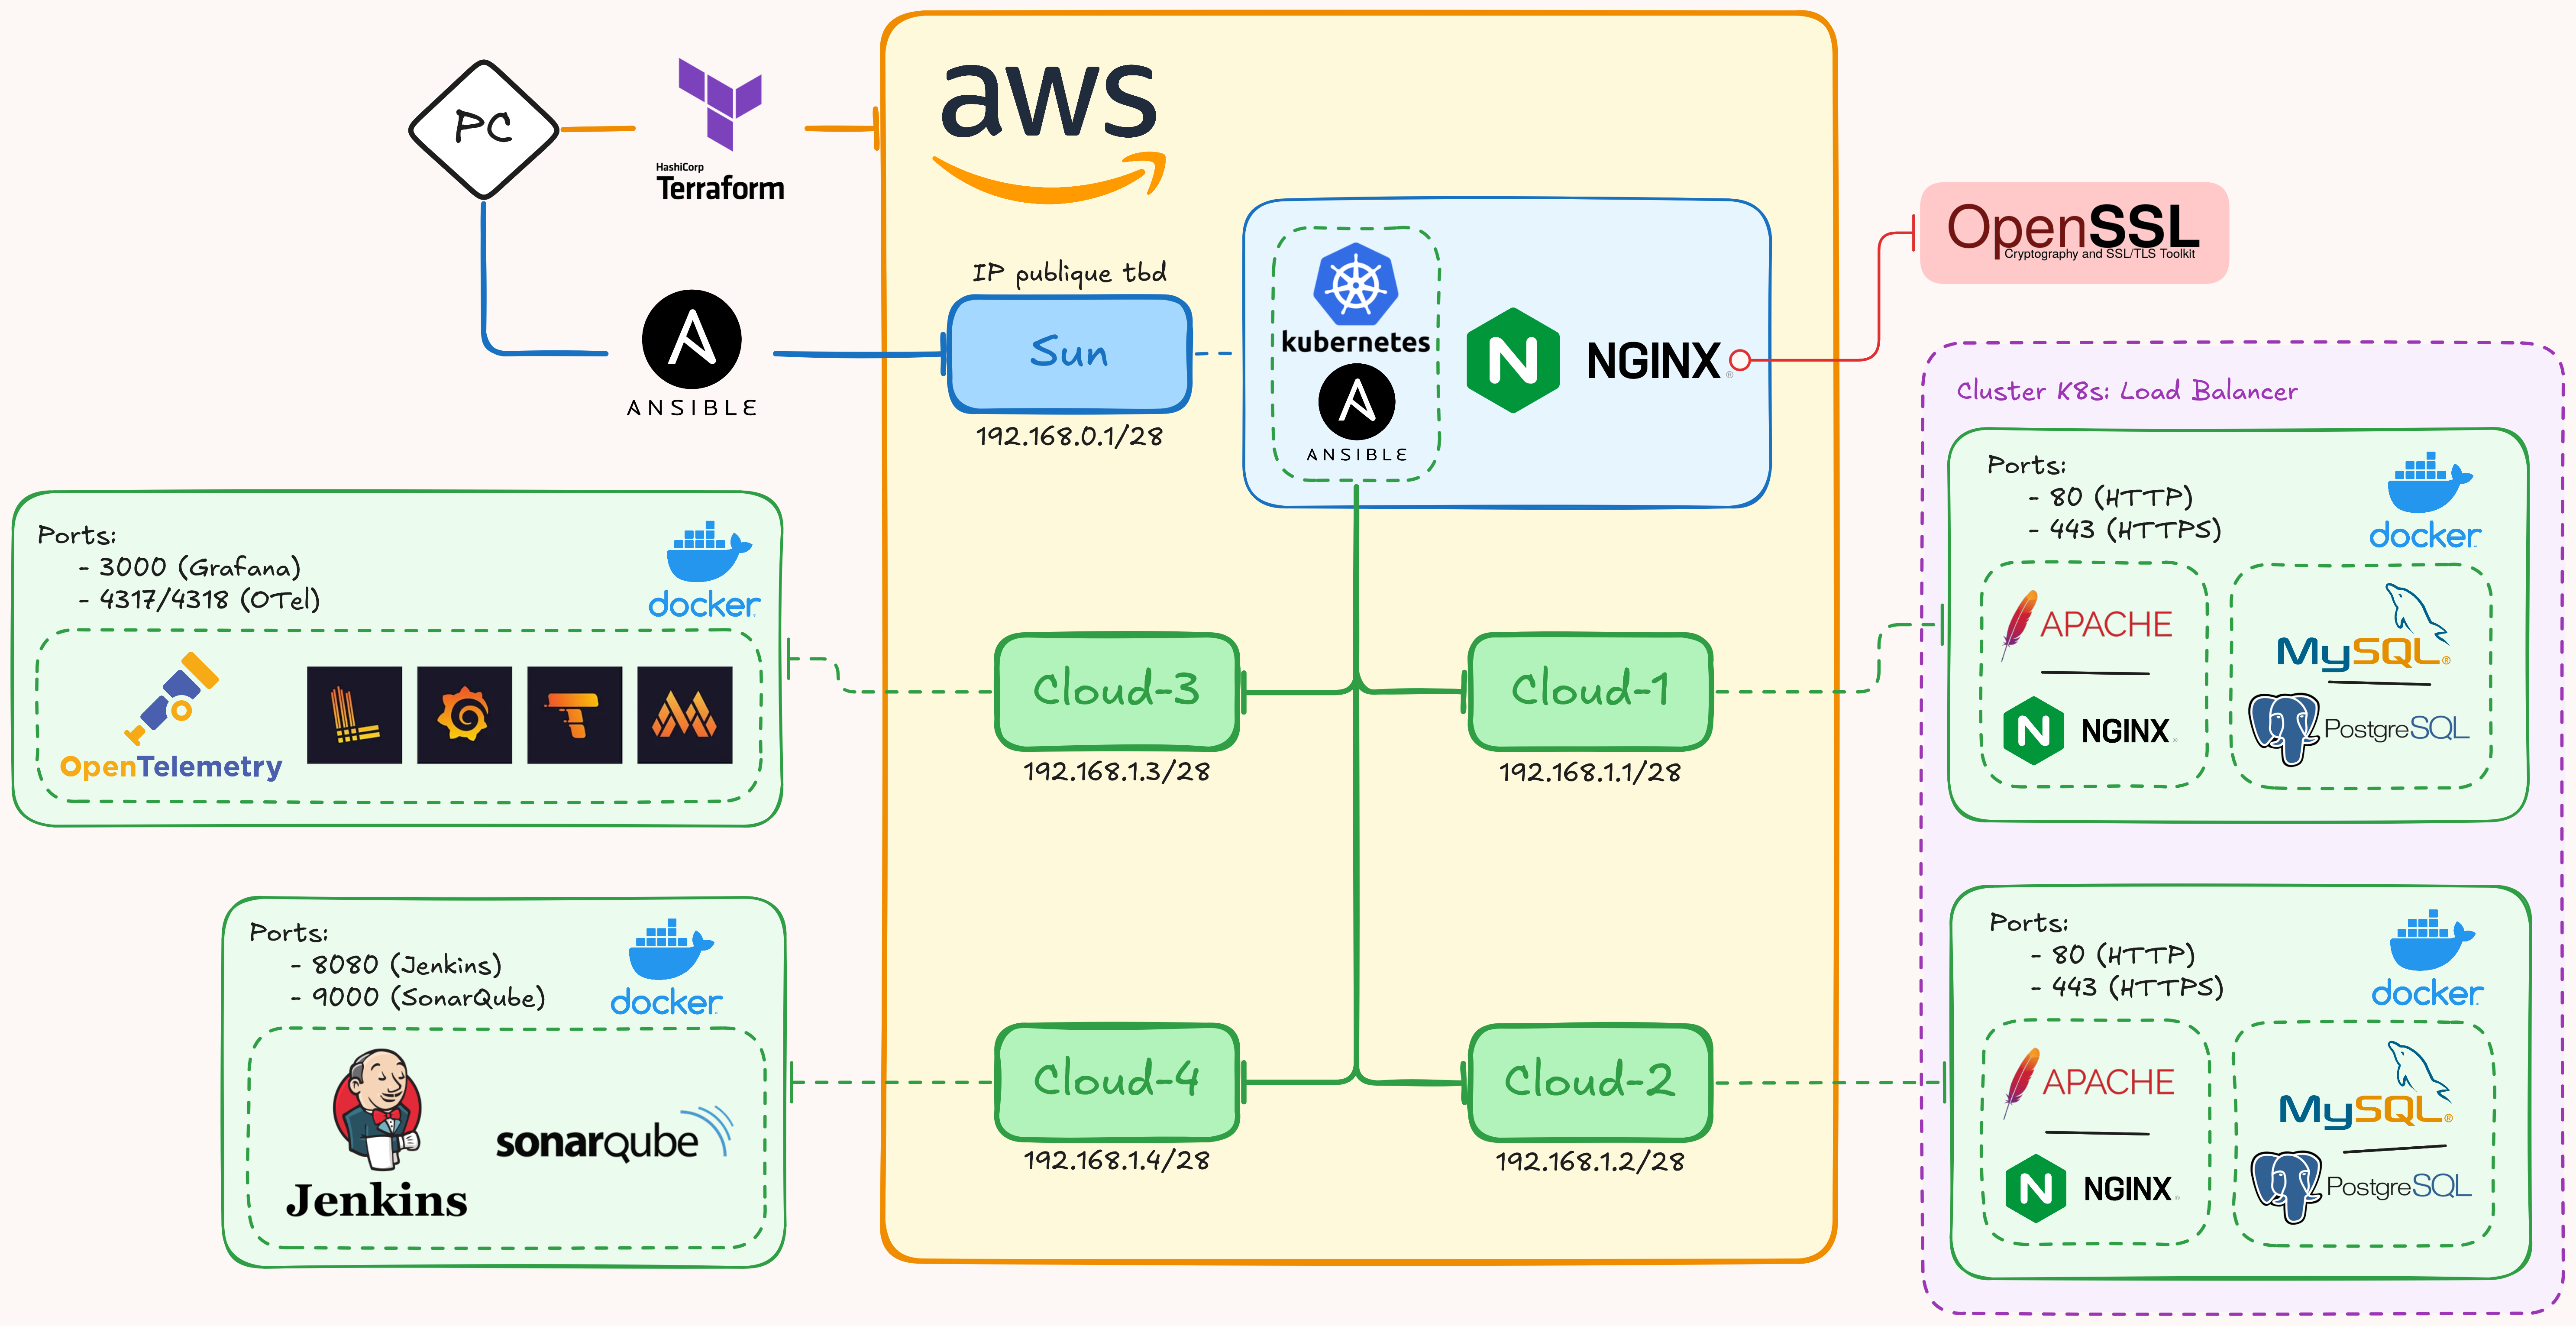 PC
HashiCorp
Terraform
aws
ANSIBLE
IP publique tbd
Sun
192.168.0.1/28
kubernetes
ANSIBLE
NGINX®
OpenSSL
Cryptography and SSL/TLS Toolkit
Cluster K8s: Load Balancer
Ports:
- 80 (HTTP)
- 443 (HTTPS)
docker
APACHE
NGINX
MySQL®
PostgreSQL
Ports:
- 3000 (Grafana)
- 4317/4318 (OTel)
docker
OpenTelemetry
Cloud-3
192.168.1.3/28
Cloud-1
192.168.1.1/28
Ports:
- 8080 (Jenkins)
- 9000 (SonarQube)
docker
Jenkins
sonarqube
Cloud-4
192.168.1.4/28
Cloud-2
192.168.1.2/28
Ports:
- 80 (HTTP)
- 443 (HTTPS)
docker
APACHE
NGINX
MySQL®
PostgreSQL